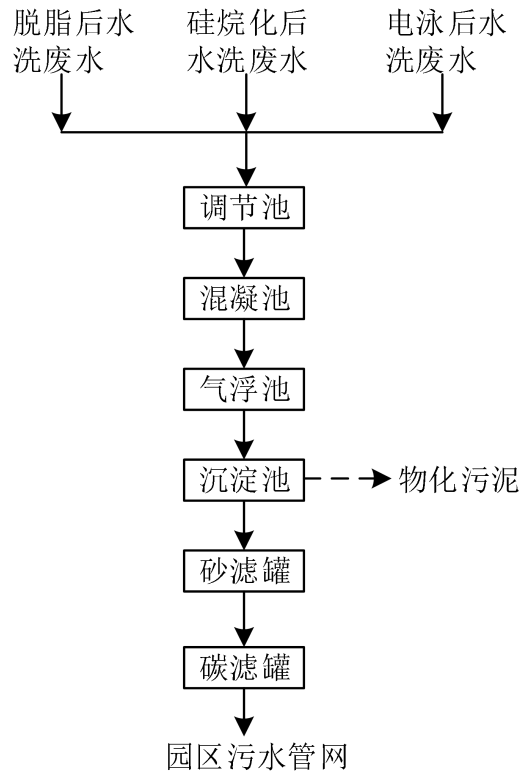 脱脂后水
洗废水
硅烷化后
水洗废水
电泳后水
洗废水
调节池
混凝池
气浮池
沉淀池
物化污泥
砂滤罐
碳滤罐
园区污水管网